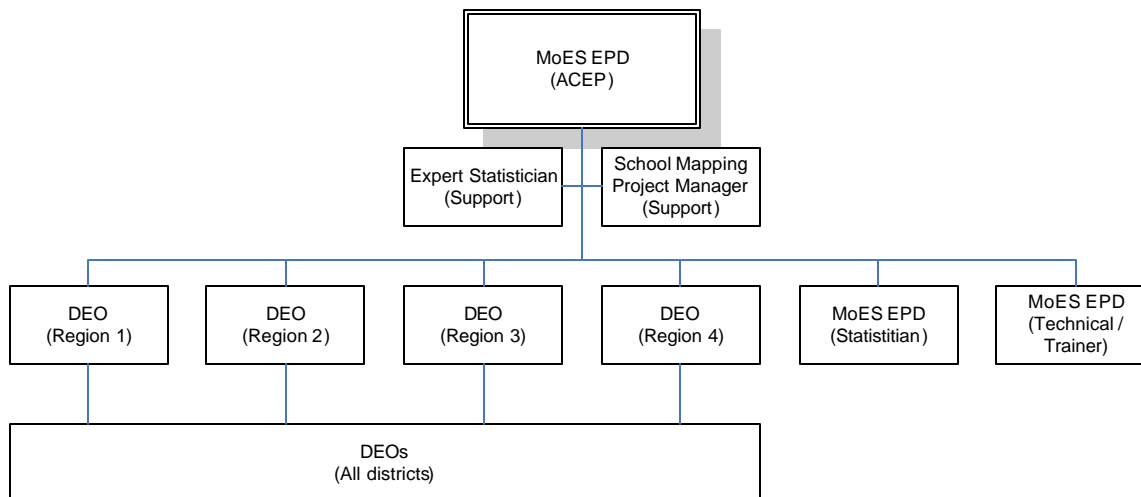 MoES EPD
(ACEP)
Expert Statistician
(Support)
School Mapping
Project Manager
(Support)
DEO
(Region 1)
DEO
(Region 2)
DEO
(Region 3)
DEO
(Region 4)
MoES EPD
(Statistitian)
MoES EPD
(Technical /
Trainer)
DEOs
(All districts)